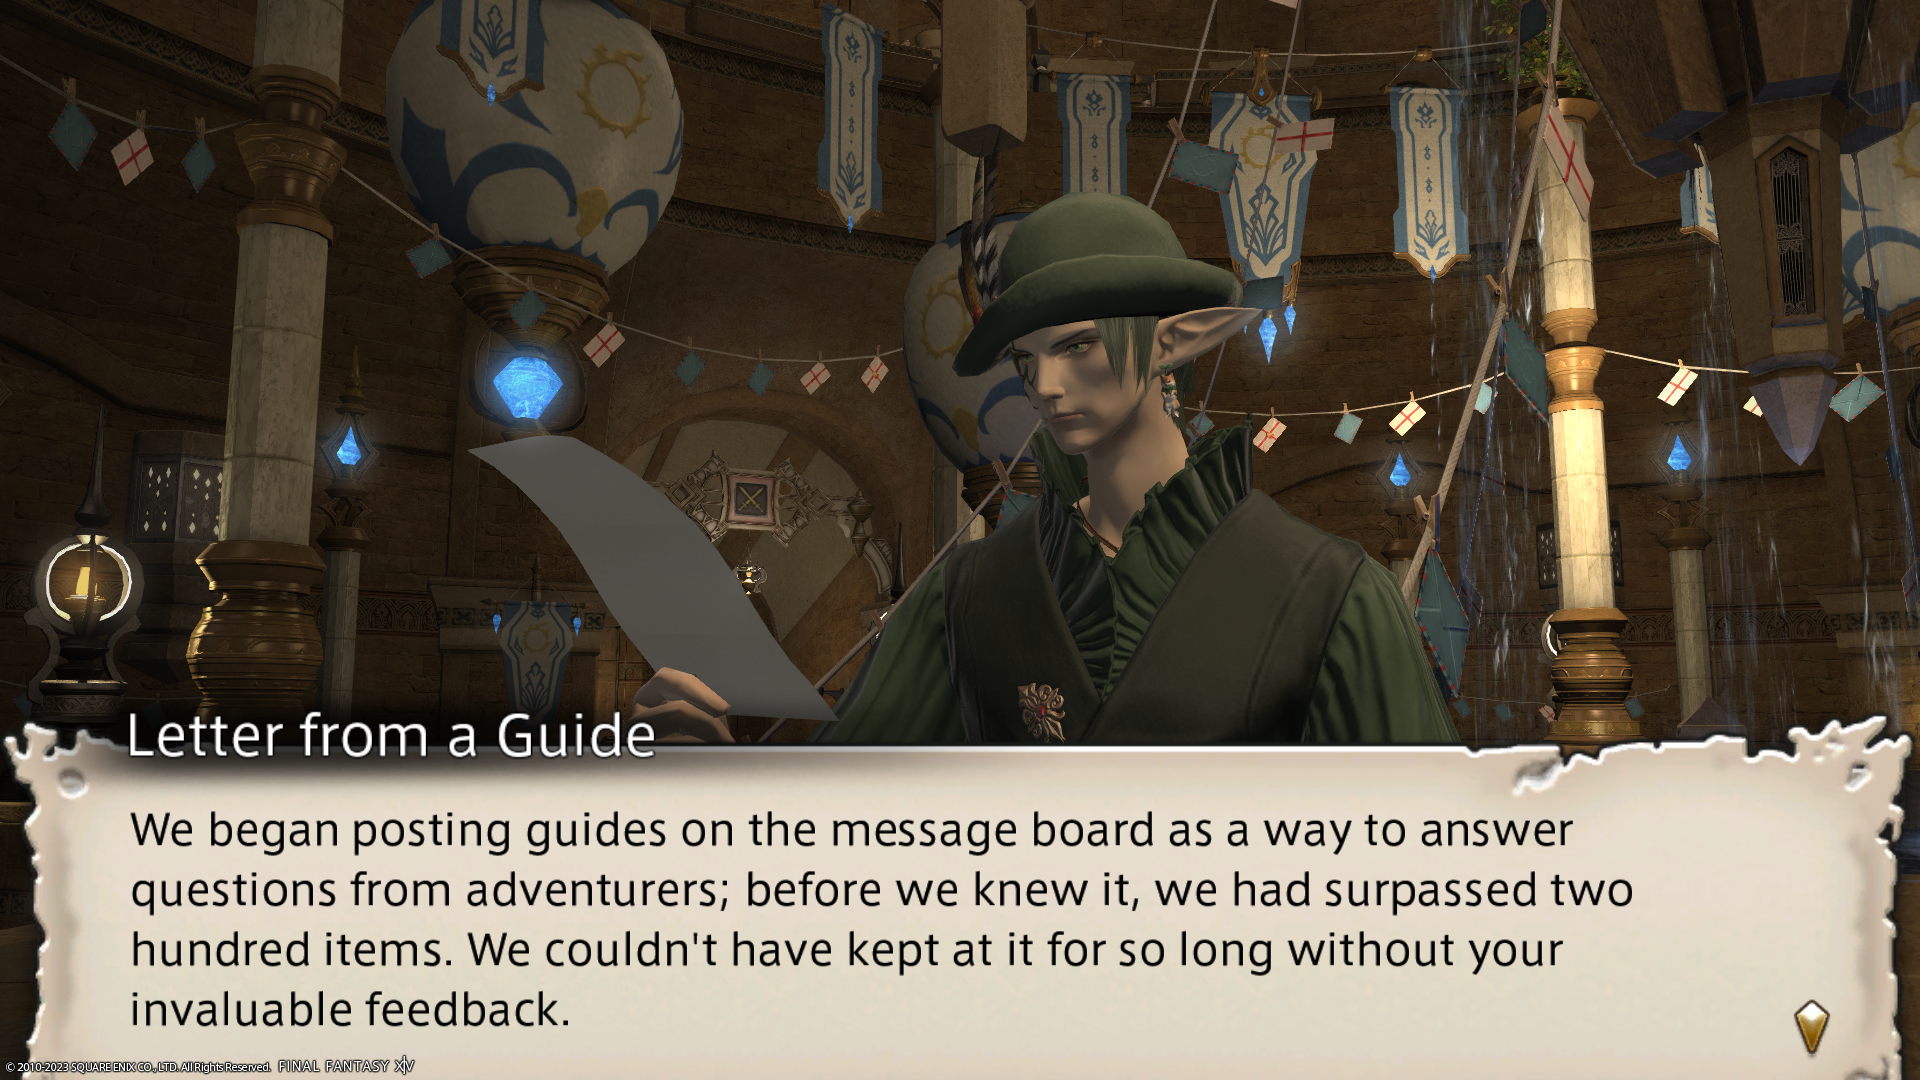 Letter from a Guide
We began posting guides on the message board as a way to answer
questions from adventurers; before we knew it, we had surpassed two
hundred items. We couldn't have kept at it for so long without your
invaluable feedback.
© 2010-2023 SQUARE ENIX CO., LTD. All Rights Reserved. FINAL FANTASY XIV